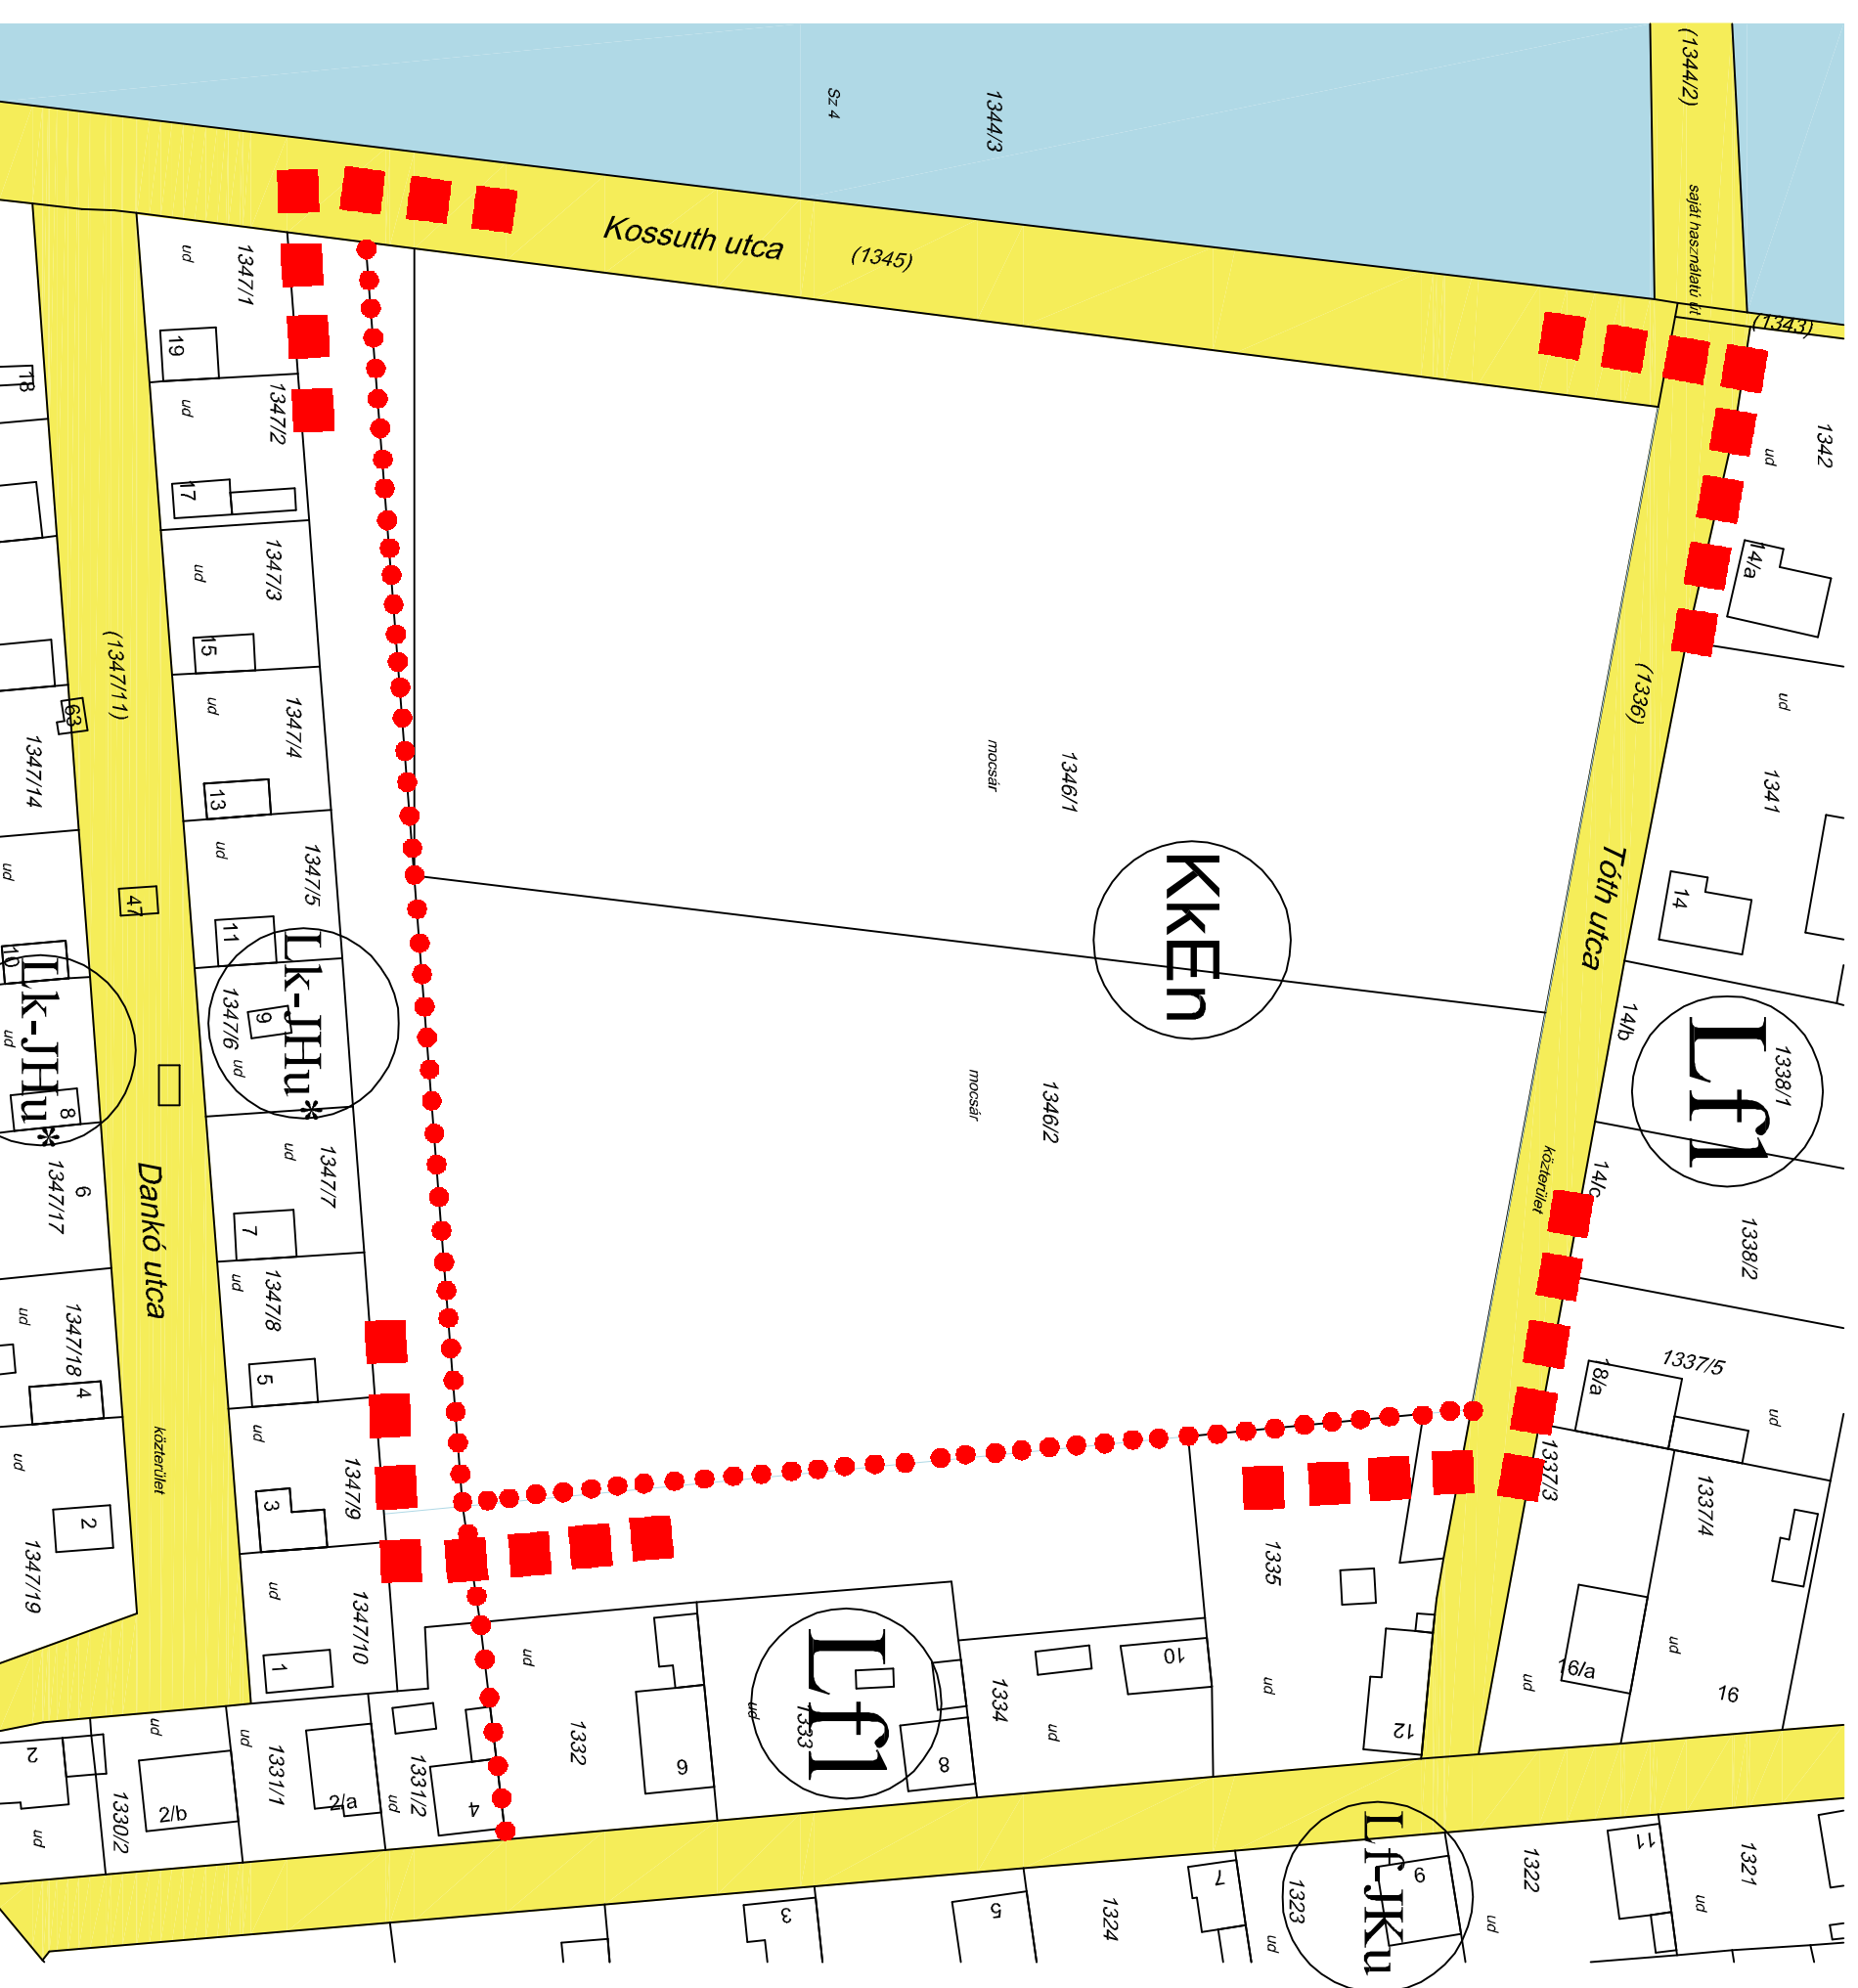 (1344/2)
saját használatú út
1344/3
Sz 4
Kossuth utca
(1345)
(1343)
1342
ud
14/a
1347/1
ud
19
18
1347/2
ud
17
1347/3
ud
15
(1347/11)
63
1347/14
1347/4
ud
13
1347/5
ud
11
47
ud
10
Lk-JHu*
ud
8
Lk-JHu*
9
1347/6
ud
1346/1
mocsár
KkEn
1346/2
mocsár
(1336)
Tóth utca
közterület
ud
1341
14
14/b
Lf1
1338/1
14/c
1338/2
1337/5
18/a
ud
1337/3
1337/4
16/a
ud
16
ud
6
1347/17
Dankó utca
közterület
1347/7
ud
7
1347/8
ud
5
1347/18
ud
4
1347/9
ud
3
ud
2
1347/19
1347/10
ud
1
1335
ud
12
1334
ud
10
Lf1
1333
ud
8
1332
ud
6
1331/2
ud
4
1331/1
ud
2/a
1330/2
ud
2/b
2
ud
3
5
1324
7
1323
ud
Lf-JKu
9
1322
ud
11
1321
ud